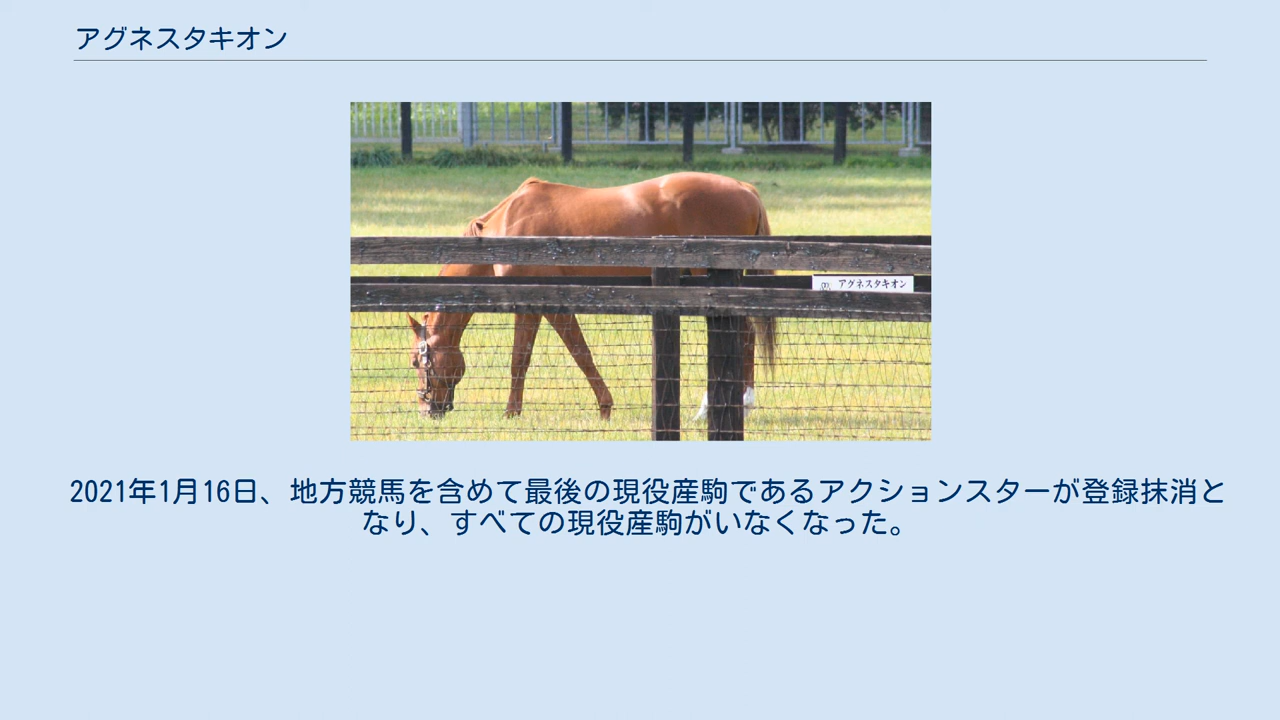 アグネスタキオン
アグネスタキオン
2021年1月16日、地方競馬を含めて最後の現役産駒であるアクションスターが登録抹消と
なり、すべての現役産駒がいなくなった。